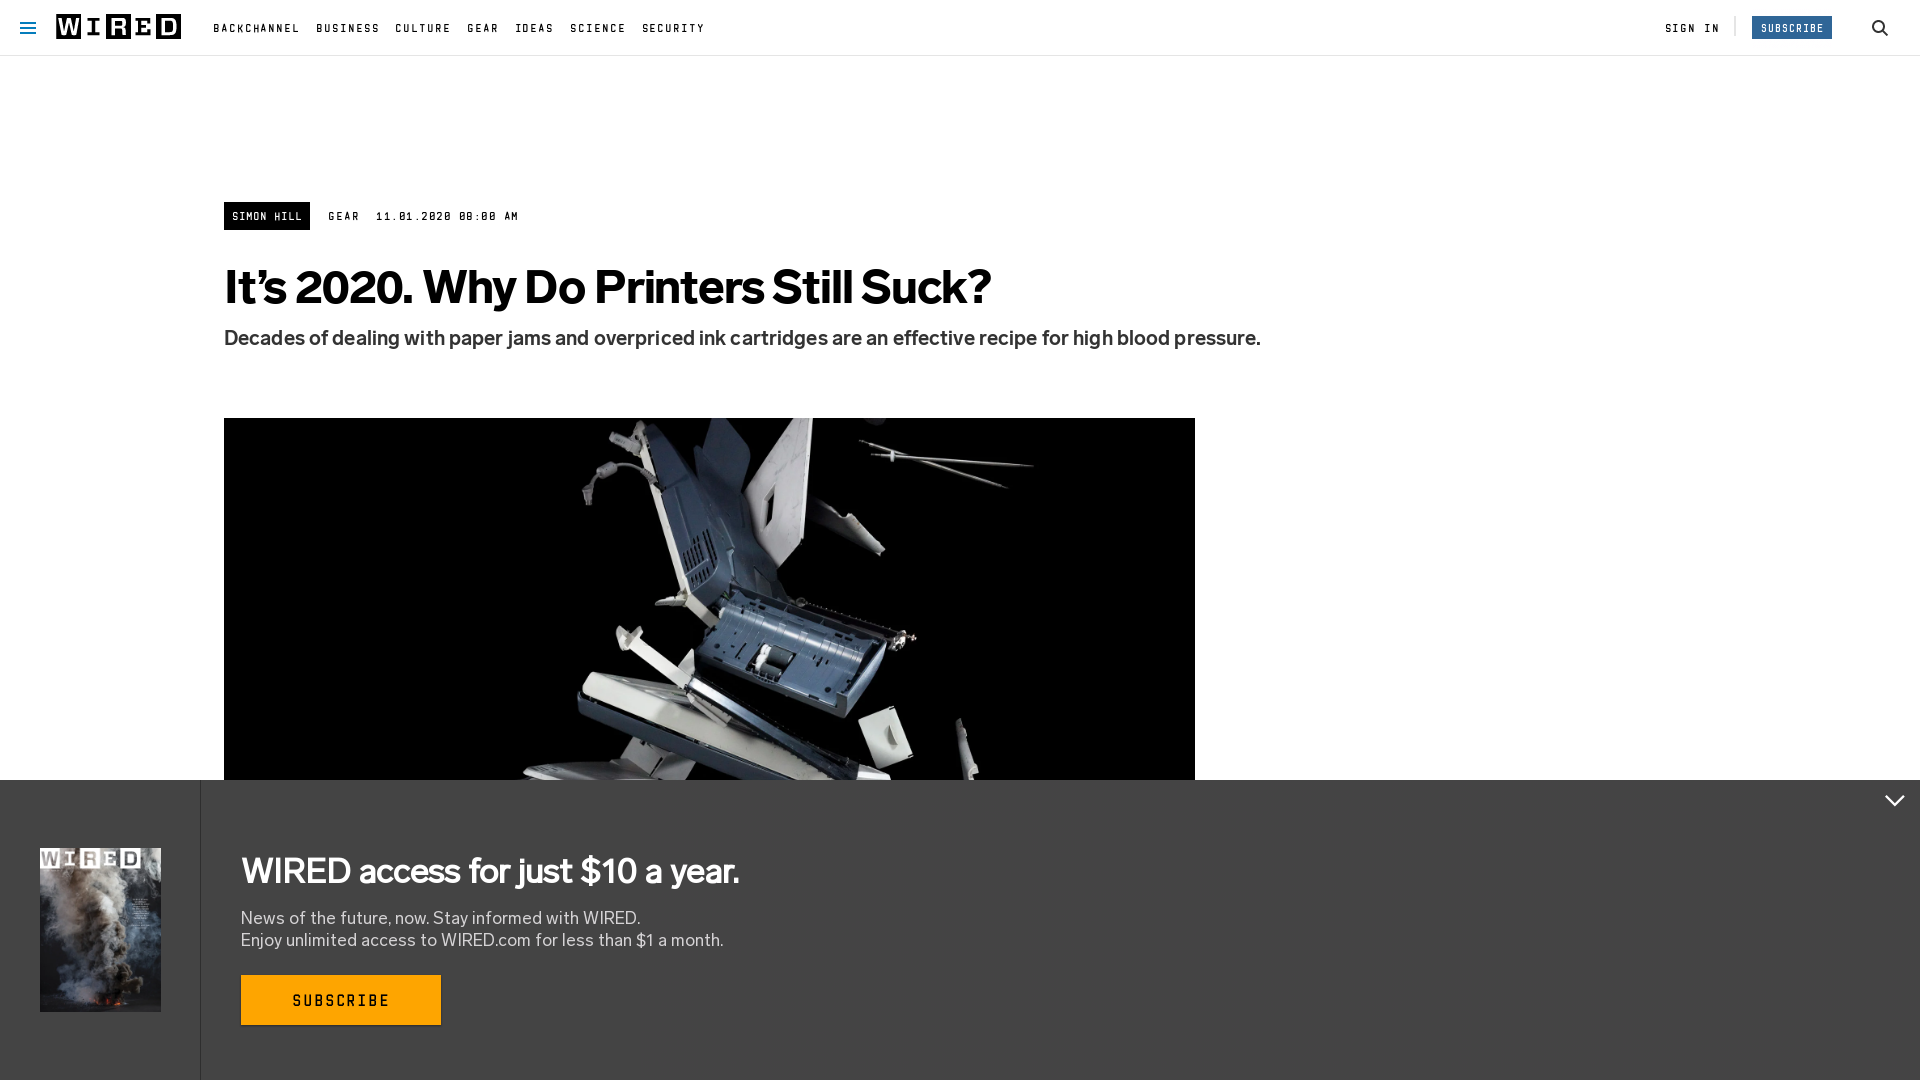 WIRED
BACKCHANNEL BUSINESS CULTURE GEAR IDEAS SCIENCE SECURITY
SIGN IN
SUBSCRIBE
SIMON HILL
GEAR
11.01.2020 08:00 AM
It’s 2020. Why Do Printers Still Suck?
Decades of dealing with paper jams and overpriced ink cartridges are an effective recipe for high blood pressure.
WIRED
WIRED access for just $10 a year.
News of the future, now. Stay informed with WIRED.
Enjoy unlimited access to WIRED.com for less than $1 a month.
SUBSCRIBE